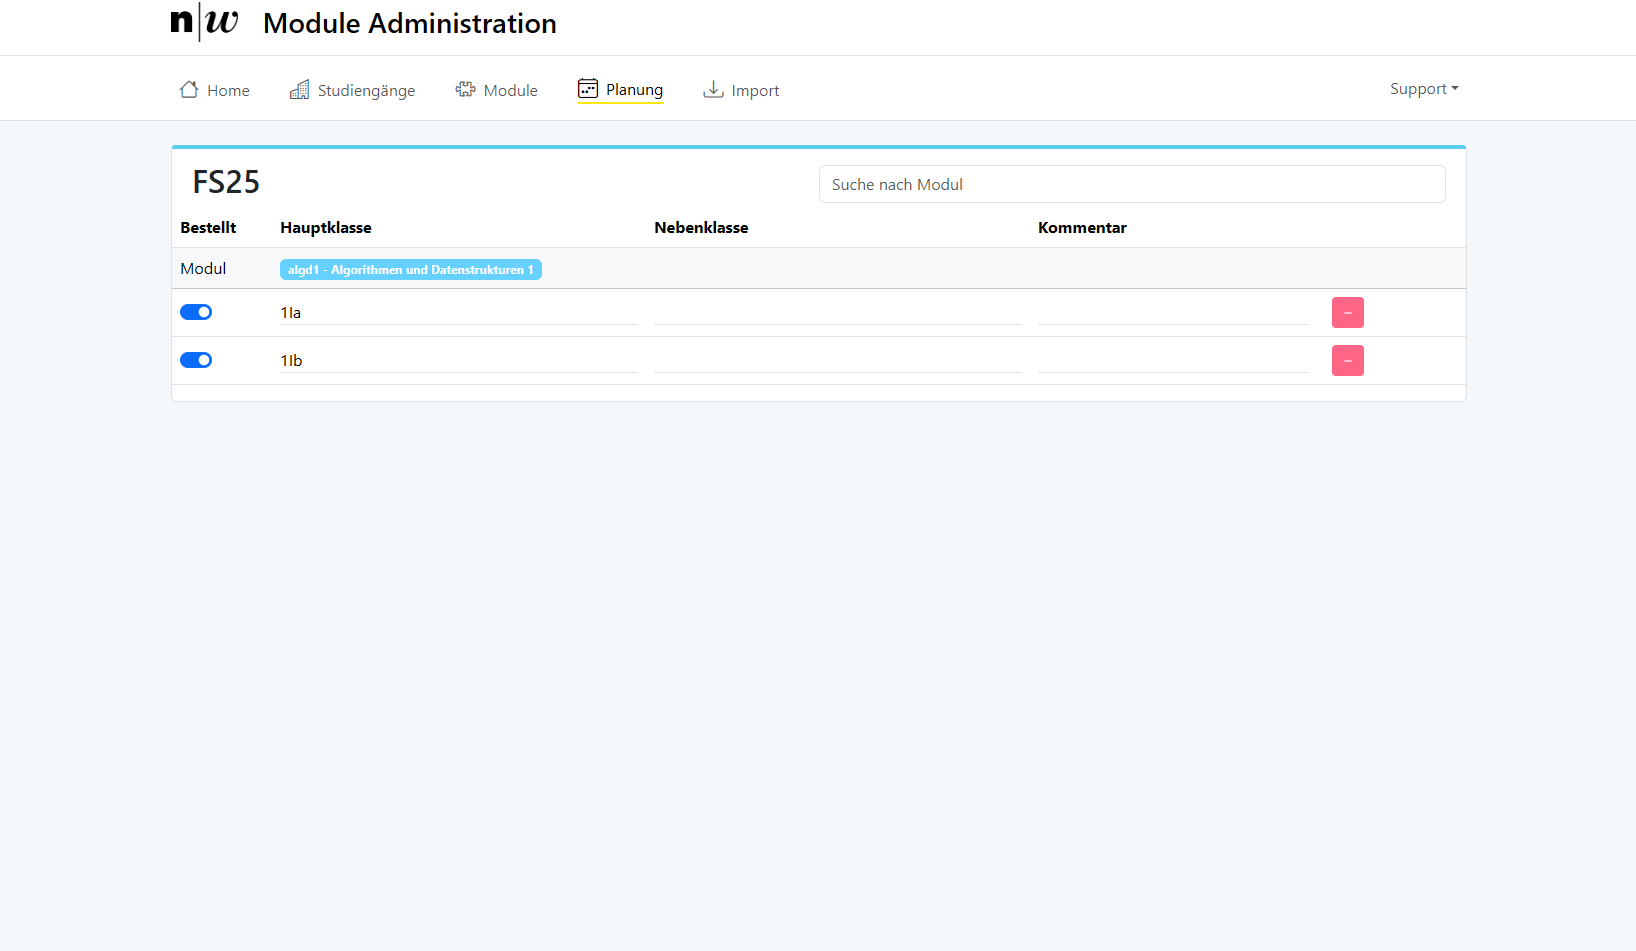 n|w Module Administration
Home Studiengänge Module Planung Import Support
FS25 Suche nach Modul
Bestellt Hauptklasse Nebenklasse Kommentar
Modul algd1 - Algorithmen und Datenstrukturen 1
1Ia –
1Ib –